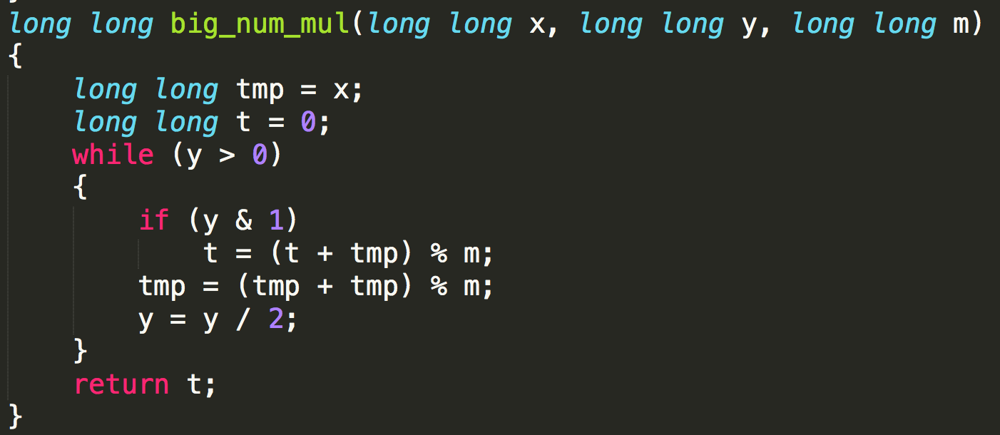 long long big_num_mul(long long x, long long y, long long m)
{
    long long tmp = x;
    long long t = 0;
    while (y > 0)
    {
        if (y & 1)
            t = (t + tmp) % m;
        tmp = (tmp + tmp) % m;
        y = y / 2;
    }
    return t;
}